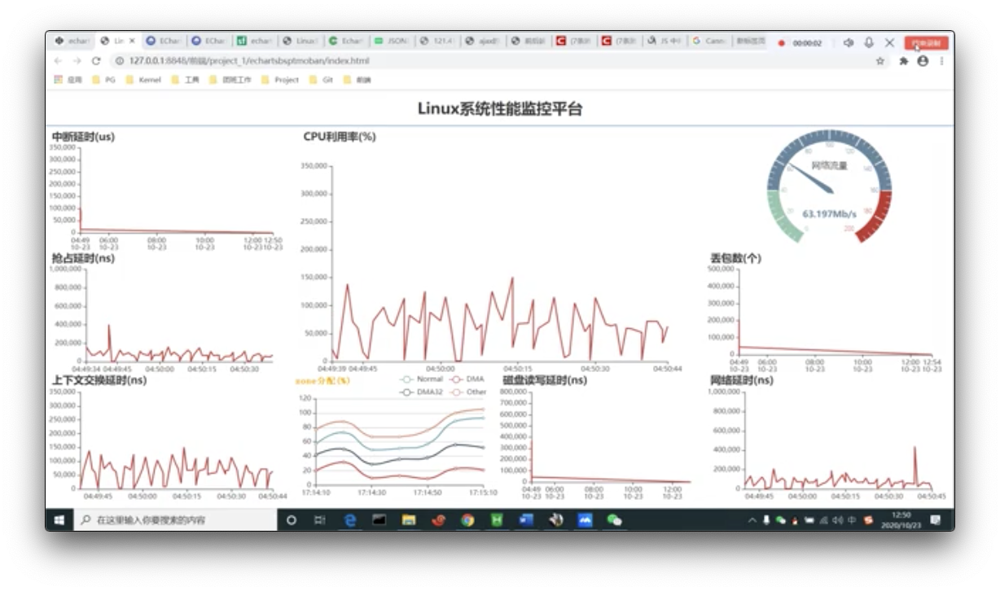 echar
Lin
EChar
EChar
echar
Linux
Echar
JSON
121.4
ajax
(7条消
(7条消
JS 中
Cann
00:00:02
127.0.0.1:8848/前端/project_1/echartsbsptmoban/index.html
应用 PG Kernel 工具 Project Git 前端
Linux系统性能监控平台
中断延时(us)
350,000
300,000
250,000
200,000
150,000
100,000
50,000
0
04:49 06:00 08:00 10:00 12:00 12:50
10-23 10-23 10-23 10-23 10-23 10-23
CPU利用率(%)
350,000
300,000
250,000
200,000
150,000
100,000
50,000
0
04:49:39 04:49:45 04:50:00 04:50:15 04:50:30 04:50:44
80 100 120
60 网络流量 140
40 160
63.197Mb/s
20 180
0 200
抢占延时(ns)
1,000,000
800,000
600,000
400,000
200,000
0
04:49:34 04:49:45 04:50:00 04:50:15 04:50:30
丢包数(个)
500,000
400,000
300,000
200,000
100,000
0
04:49 06:00 08:00 10:00 12:00 12:54
10-23 10-23 10-23 10-23 10-23 10-23
上下文交换延时(ns)
350,000
300,000
250,000
200,000
150,000
100,000
50,000
0
04:49:45 04:50:00 04:50:15 04:50:30 04:50:44
zone分配(%)
Normal DMA
DMA32 Other
120
100
80
60
40
20
0
17:14:10 17:14:30 17:14:50 17:15:10
磁盘读写延时(ns)
800,000
700,000
600,000
500,000
400,000
300,000
200,000
100,000
0
04:49 06:00 08:00 10:00 12:00
10-23 10-23 10-23 10-23 10-23
网络延时(ns)
1,000,000
800,000
600,000
400,000
200,000
0
04:49:45 04:50:00 04:50:15 04:50:30 04:50:45
在这里输入你要搜索的内容
中
12:50
2020/10/23